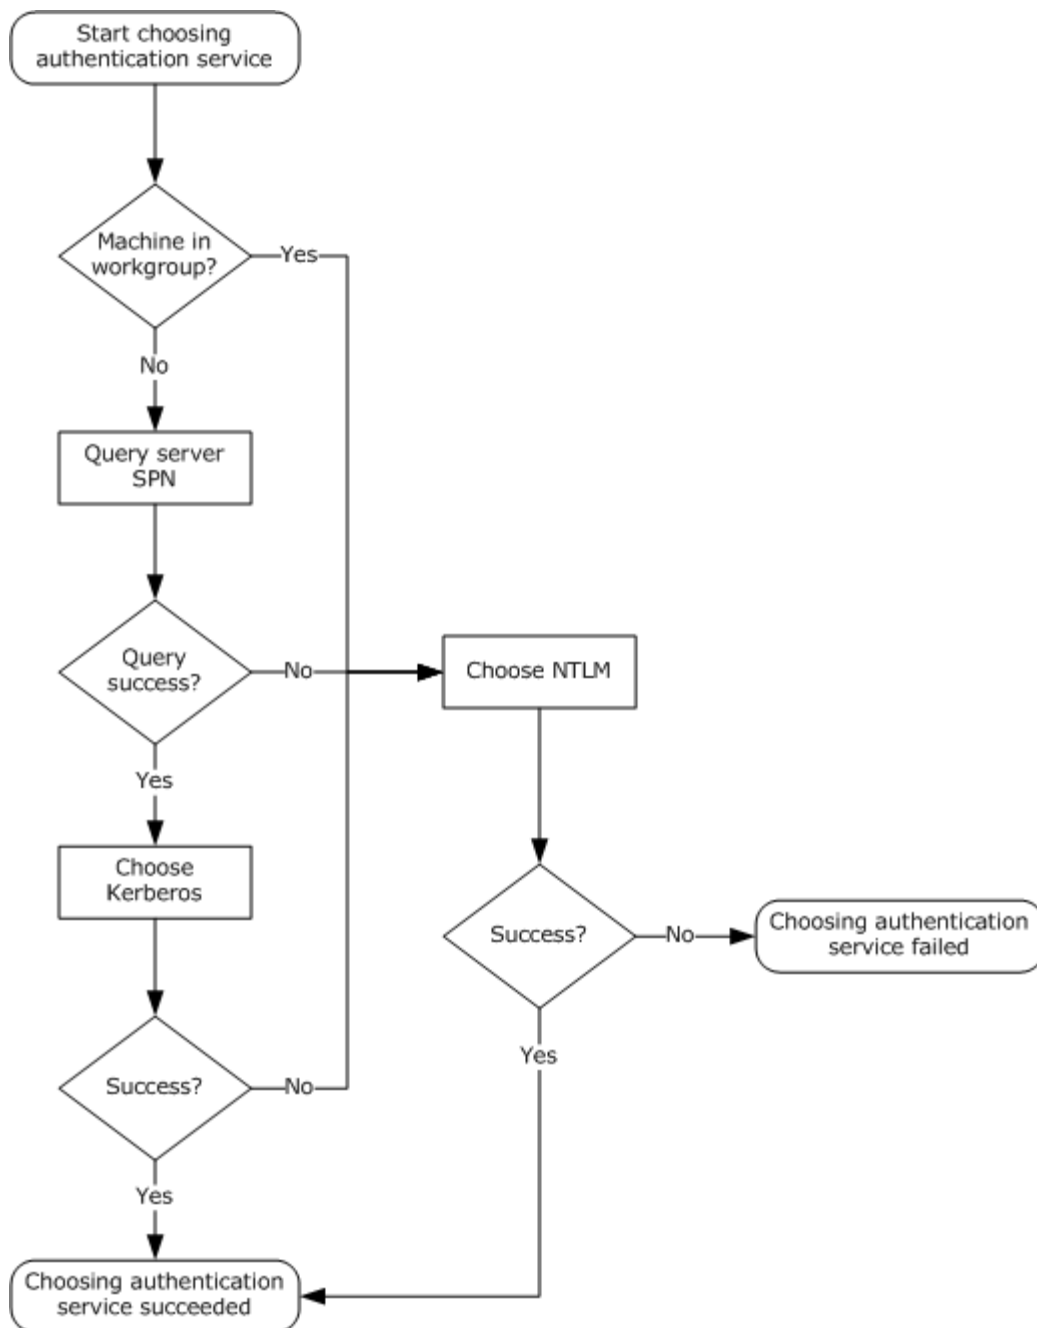 Start choosing
authentication service
Machine in
workgroup?
Yes
No
Query server
SPN
Query
success?
No
Choose NTLM
Yes
Choose
Kerberos
Success?
No
Choosing authentication
service failed
Yes
Success?
No
Yes
Choosing authentication
service succeeded